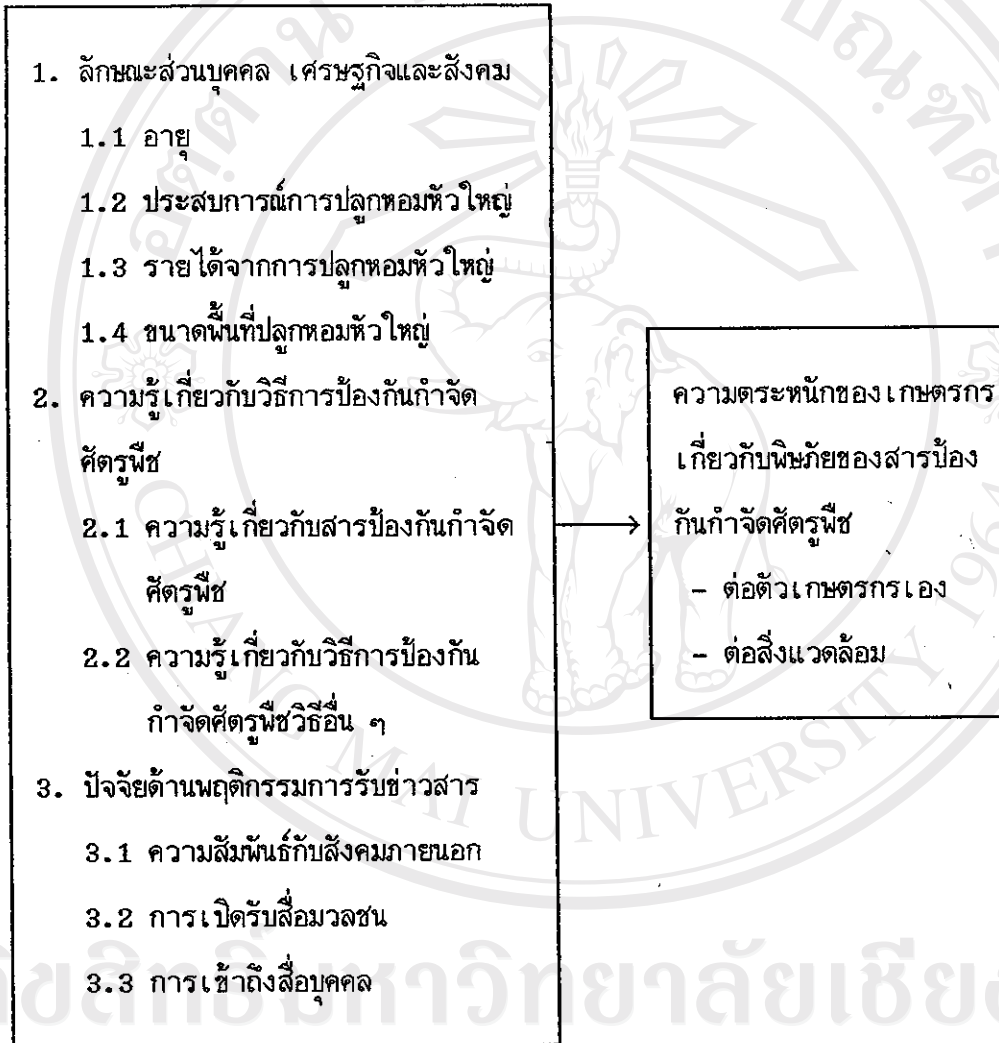 1. ลักษณะส่วนบุคคล เศรษฐกิจและสังคม
1.1 อายุ
1.2 ประสบการณ์การปลูกหอมหัวใหญ่
1.3 รายได้จากการปลูกหอมหัวใหญ่
1.4 ขนาดพื้นที่ปลูกหอมหัวใหญ่
2. ความรู้เกี่ยวกับวิธีการป้องกันกำจัด
ศัตรูพืช
2.1 ความรู้เกี่ยวกับสารป้องกันกำจัด
ศัตรูพืช
2.2 ความรู้เกี่ยวกับวิธีการป้องกัน
กำจัดศัตรูพืชวิธีอื่น ๆ
3. ปัจจัยด้านพฤติกรรมการรับข่าวสาร
3.1 ความสัมพันธ์กับสังคมภายนอก
3.2 การเปิดรับสื่อมวลชน
3.3 การเข้าถึงสื่อบุคคล
ความตระหนักของเกษตรกร
เกี่ยวกับพิษภัยของสารป้อง
กันกำจัดศัตรูพืช
- ต่อตัวเกษตรกรเอง
- ต่อสิ่งแวดล้อม
CHIANG MAI UNIVERSITY 1964